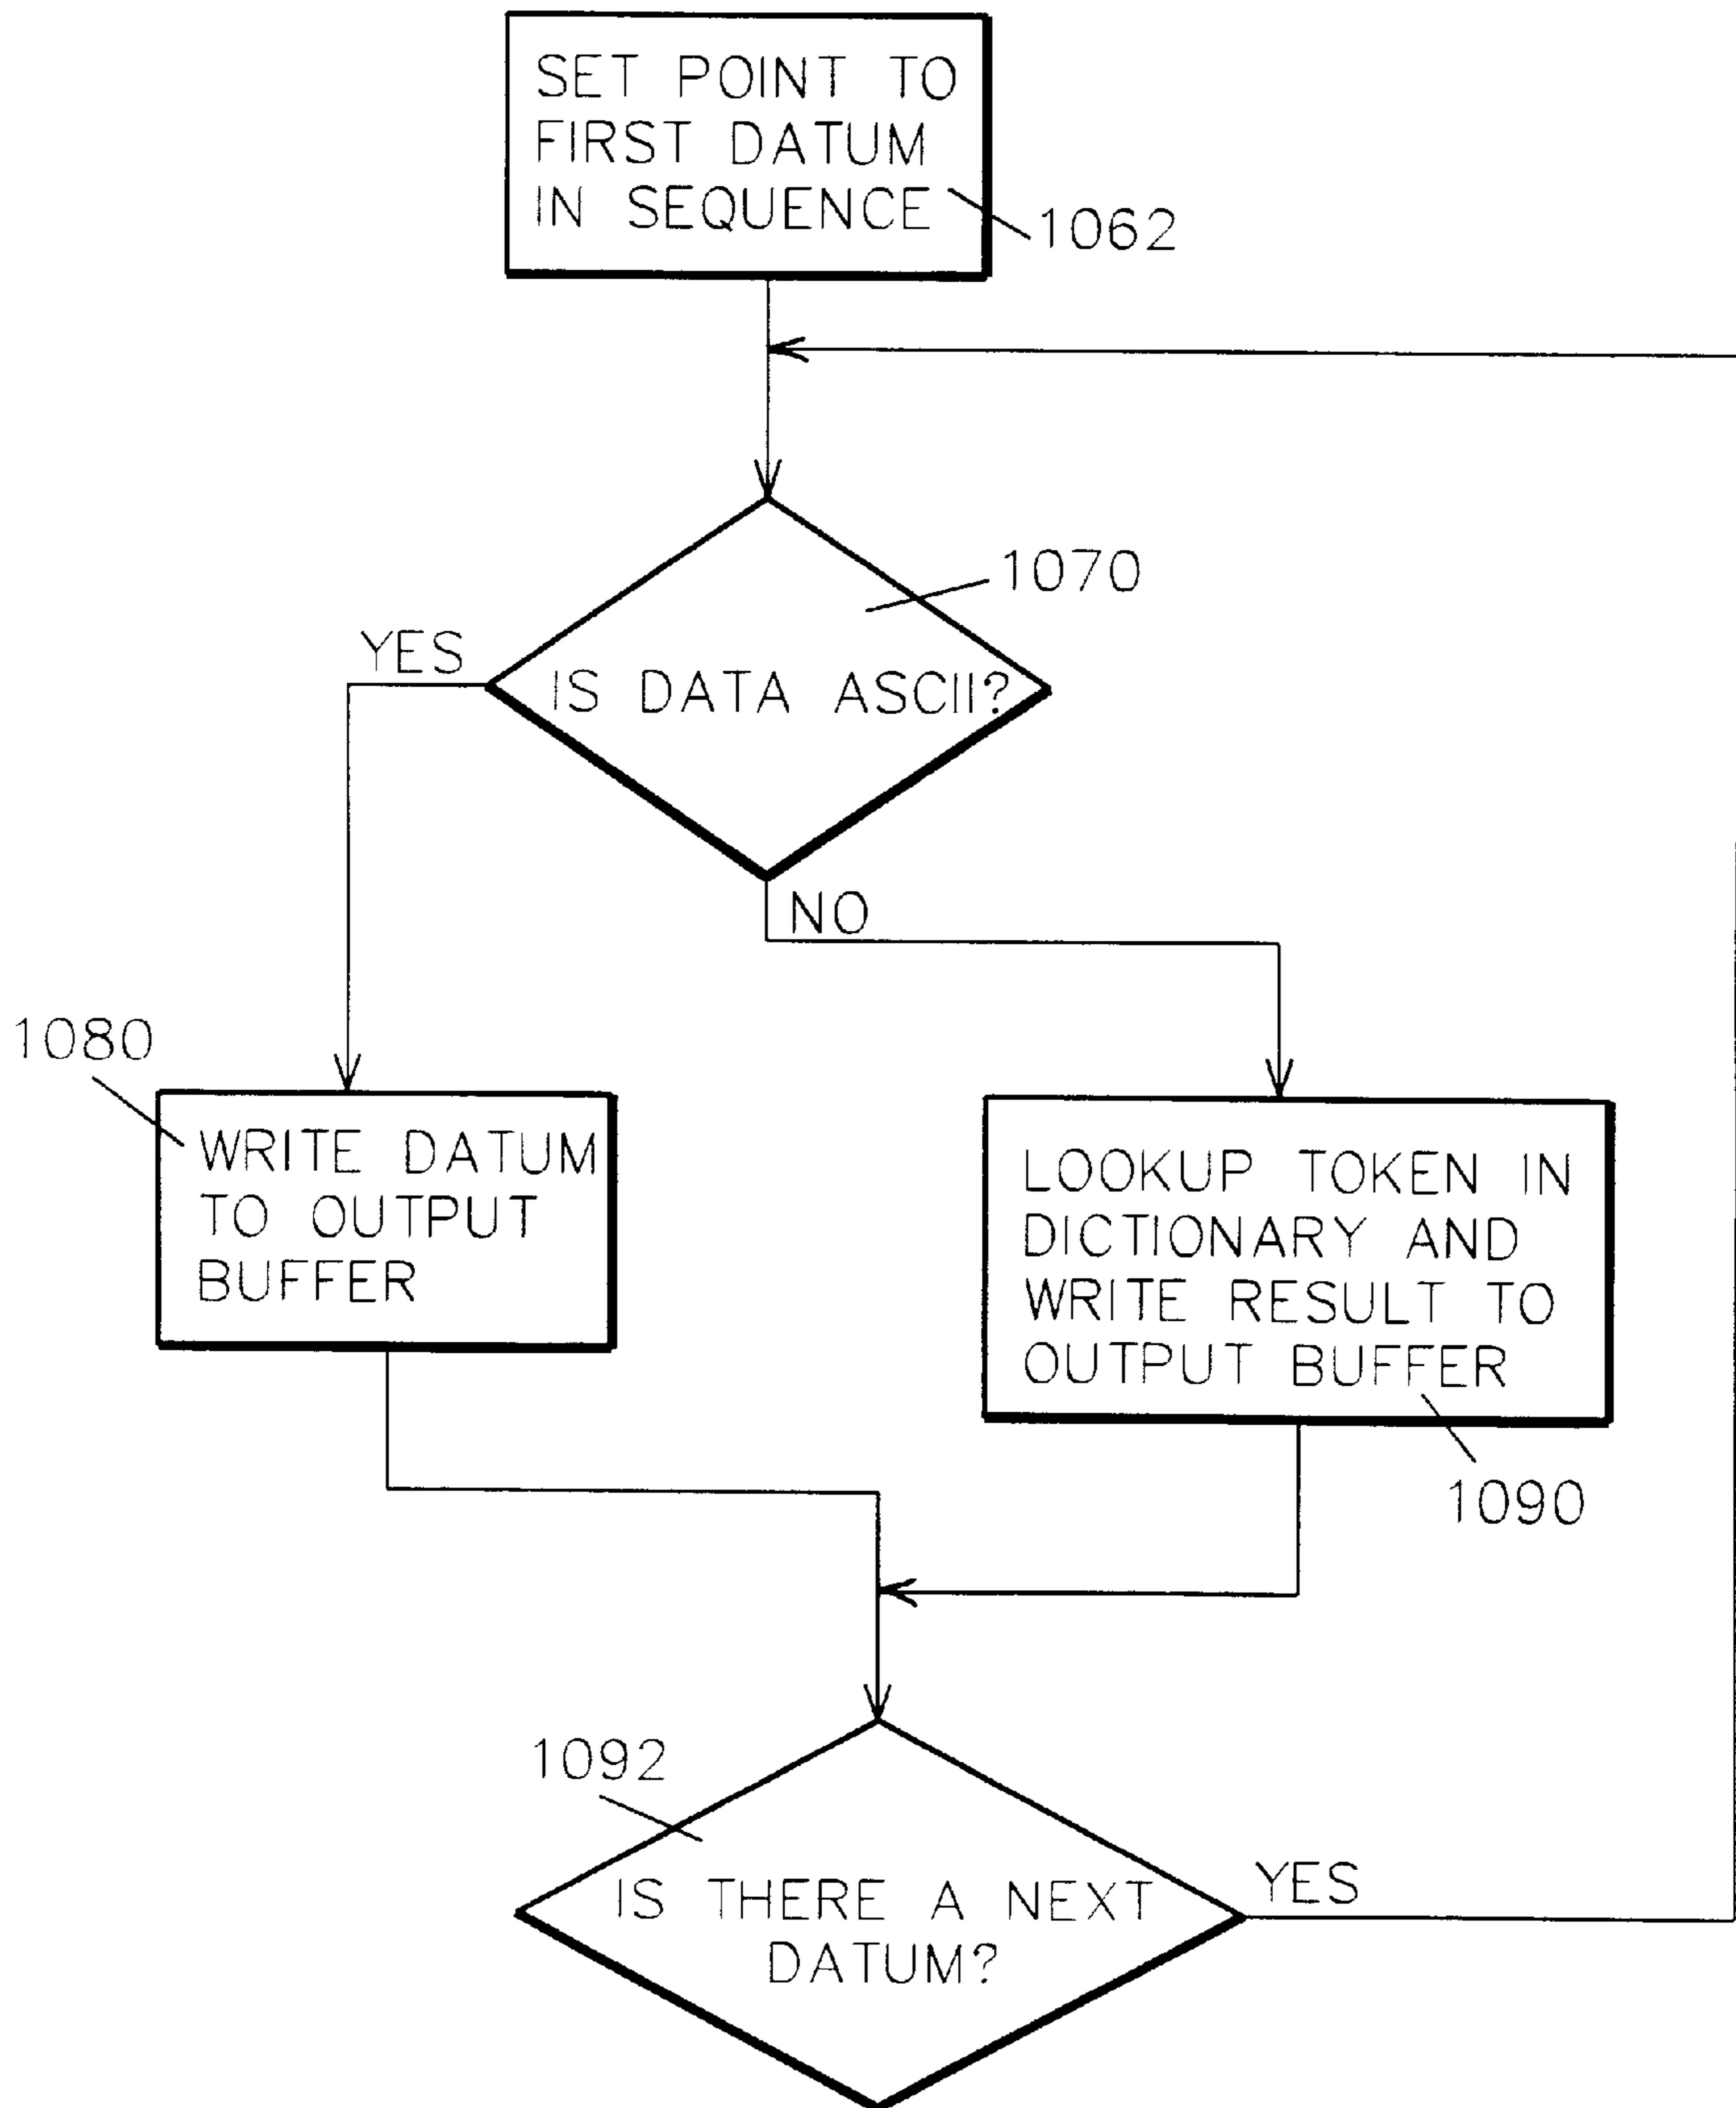 SET POINT TO
FIRST DATUM
IN SEQUENCE
1062
1070
YES
IS DATA ASCII?
NO
1080
WRITE DATUM
TO OUTPUT
BUFFER
LOOKUP TOKEN IN
DICTIONARY AND
WRITE RESULT TO
OUTPUT BUFFER
1090
1092
IS THERE A NEXT
DATUM?
YES